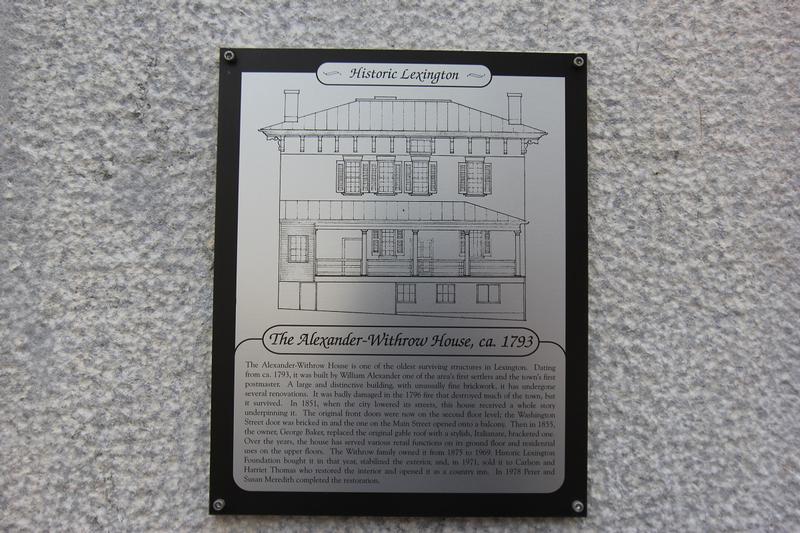 Historic Lexington
The Alexander-Withrow House, ca. 1793
The Alexander-Withrow House is one of the oldest surviving structures in Lexington. Dating
from ca. 1793, it was built by William Alexander one of the area's first settlers and the town's first
postmaster. A large and distinctive building, with unusually fine brickwork, it has undergone
several renovations. It was badly damaged in the 1796 fire that destroyed much of the town, but
it survived. In 1851, when the city lowered its streets, this house received a whole story
underpinning it. The original front doors were now on the second floor level; the Washington
Street door was bricked in and the one on the Main Street opened onto a balcony. Then in 1855,
the owner, George Baker, replaced the original gable roof with a stylish, Italianate, bracketed one.
Over the years, the house has served various retail functions on its ground floor and residential
uses on the upper floors. The Withrow family owned it from 1875 to 1969. Historic Lexington
Foundation bought it in that year, stabilized the exterior, and, in 1971, sold it to Carlson and
Harriet Thomas who restored the interior and opened it as a country inn. In 1978 Peter and
Susan Meredith completed the restoration.